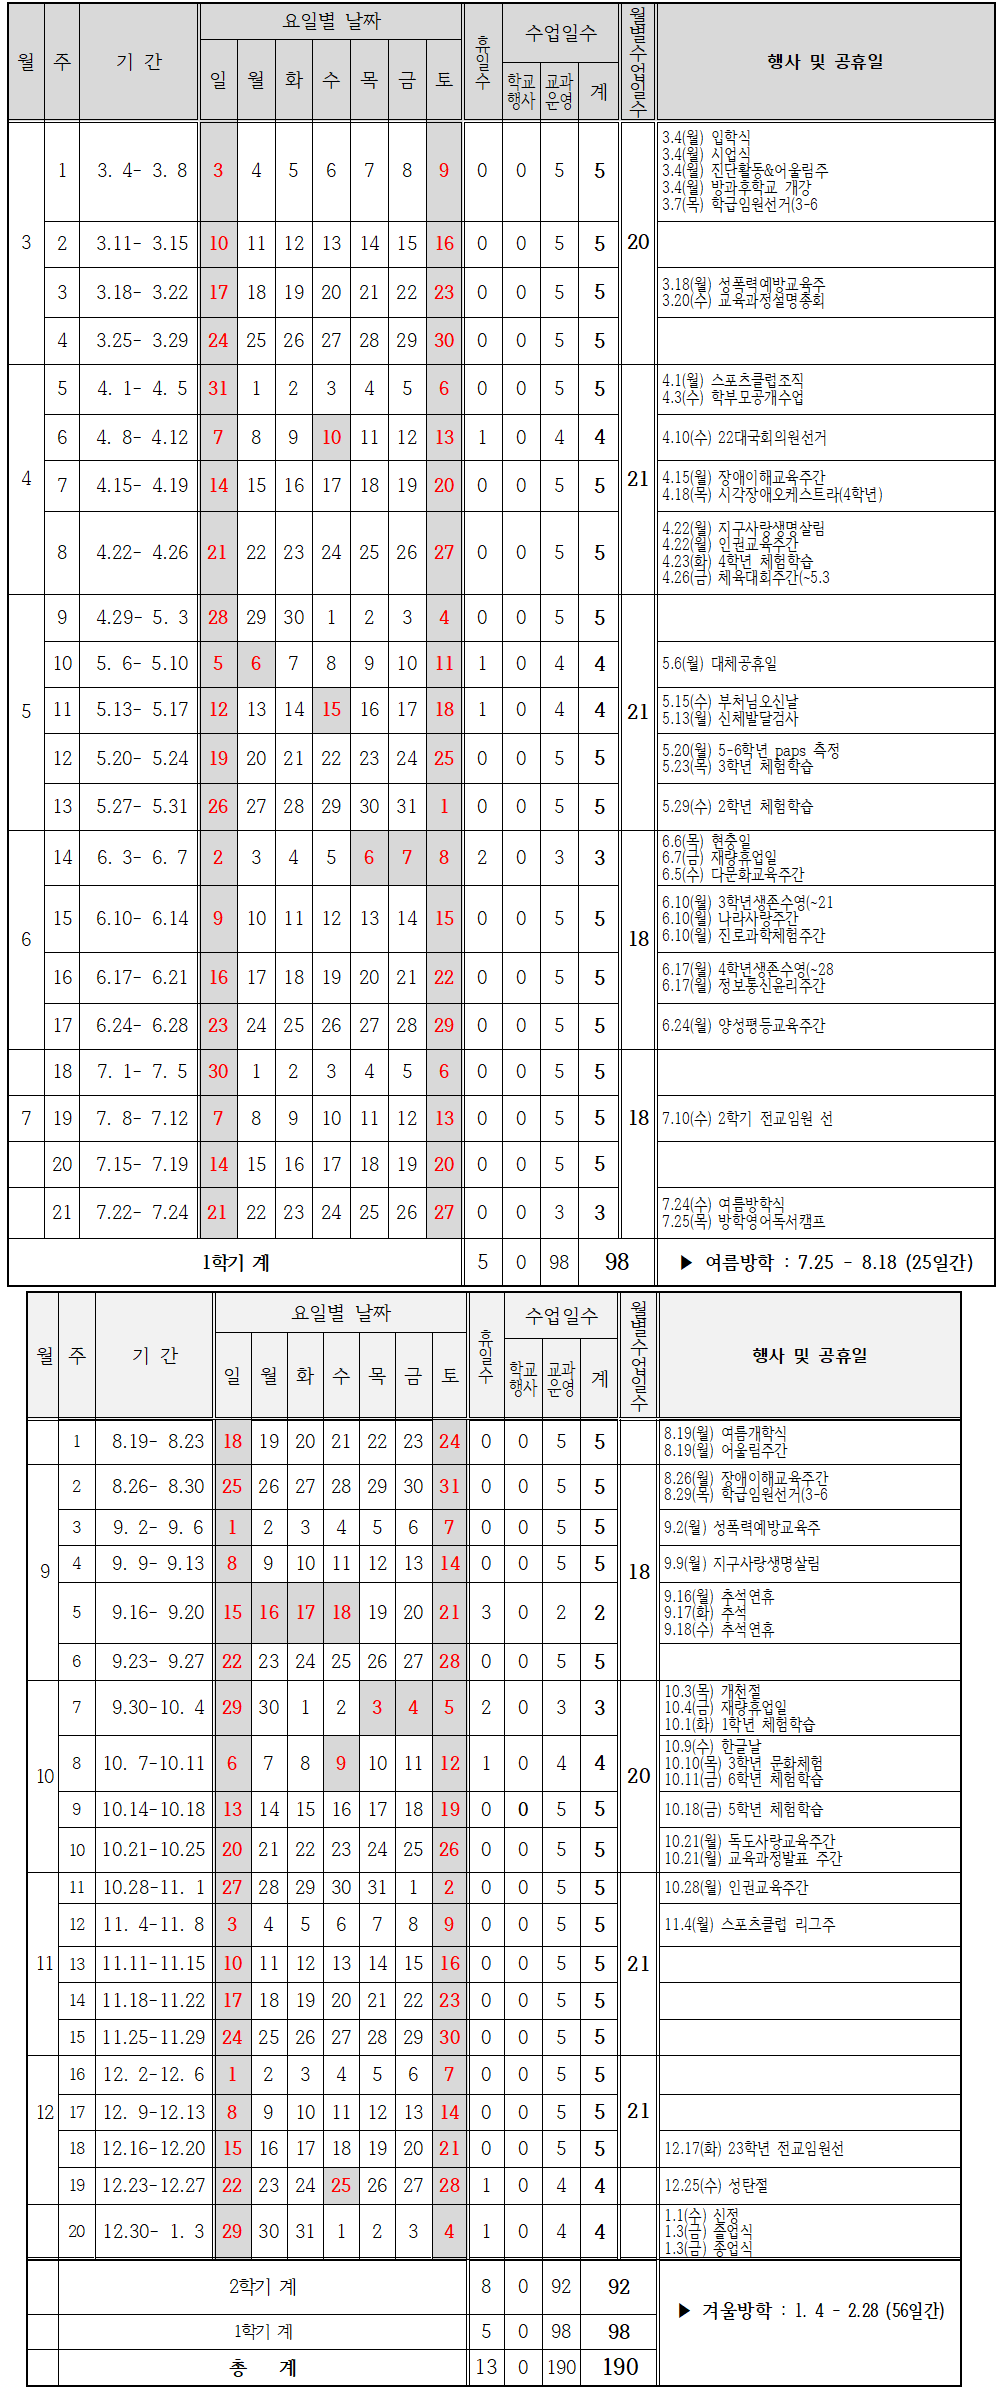 월 주 기 간 요일별 날짜 휴일수 수업일수 월별수업일수 행사 및 공휴일
일 월 화 수 목 금 토 학교행사 교과운영 계
3 1 3. 4- 3. 8 3 4 5 6 7 8 9 0 0 5 5 20
3.4(월) 입학식
3.4(월) 시업식
3.4(월) 진단활동&어울림주
3.4(월) 방과후학교 개강
3.7(목) 학급임원선거(3-6
2 3.11- 3.15 10 11 12 13 14 15 16 0 0 5 5
3 3.18- 3.22 17 18 19 20 21 22 23 0 0 5 5
3.18(월) 성폭력예방교육주
3.20(수) 교육과정설명총회
4 3.25- 3.29 24 25 26 27 28 29 30 0 0 5 5
4 5 4. 1- 4. 5 31 1 2 3 4 5 6 0 0 5 5 21
4.1(월) 스포츠클럽조직
4.3(수) 학부모공개수업
6 4. 8- 4.12 7 8 9 10 11 12 13 1 0 4 4
4.10(수) 22대국회의원선거
7 4.15- 4.19 14 15 16 17 18 19 20 0 0 5 5
4.15(월) 장애이해교육주간
4.18(목) 시각장애오케스트라(4학년)
8 4.22- 4.26 21 22 23 24 25 26 27 0 0 5 5
4.22(월) 지구사랑생명살림
4.22(월) 인권교육주간
4.23(화) 4학년 체험학습
4.26(금) 체육대회주간(~5.3
5 9 4.29- 5. 3 28 29 30 1 2 3 4 0 0 5 5 21
10 5. 6- 5.10 5 6 7 8 9 10 11 1 0 4 4
5.6(월) 대체공휴일
11 5.13- 5.17 12 13 14 15 16 17 18 1 0 4 4
5.15(수) 부처님오신날
5.13(월) 신체발달검사
12 5.20- 5.24 19 20 21 22 23 24 25 0 0 5 5
5.20(월) 5-6학년 paps 측정
5.23(목) 3학년 체험학습
13 5.27- 5.31 26 27 28 29 30 31 1 0 0 5 5
5.29(수) 2학년 체험학습
6 14 6. 3- 6. 7 2 3 4 5 6 7 8 2 0 3 3 18
6.6(목) 현충일
6.7(금) 재량휴업일
6.5(수) 다문화교육주간
15 6.10- 6.14 9 10 11 12 13 14 15 0 0 5 5
6.10(월) 3학년생존수영(~21
6.10(월) 나라사랑주간
6.10(월) 진로과학체험주간
16 6.17- 6.21 16 17 18 19 20 21 22 0 0 5 5
6.17(월) 4학년생존수영(~28
6.17(월) 정보통신윤리주간
17 6.24- 6.28 23 24 25 26 27 28 29 0 0 5 5
6.24(월) 양성평등교육주간
18 7. 1- 7. 5 30 1 2 3 4 5 6 0 0 5 5 18
7 19 7. 8- 7.12 7 8 9 10 11 12 13 0 0 5 5
7.10(수) 2학기 전교임원 선
20 7.15- 7.19 14 15 16 17 18 19 20 0 0 5 5
21 7.22- 7.24 21 22 23 24 25 26 27 0 0 3 3
7.24(수) 여름방학식
7.25(목) 방학영어독서캠프
1학기 계 5 0 98 98 ▶ 여름방학 : 7.25 - 8.18 (25일간)
월 주 기 간 요일별 날짜 휴일수 수업일수 월별수업일수 행사 및 공휴일
일 월 화 수 목 금 토 학교행사 교과운영 계
1 8.19- 8.23 18 19 20 21 22 23 24 0 0 5 5
8.19(월) 여름개학식
8.19(월) 어울림주간
9 2 8.26- 8.30 25 26 27 28 29 30 31 0 0 5 5 18
8.26(월) 장애이해교육주간
8.29(목) 학급임원선거(3-6
3 9. 2- 9. 6 1 2 3 4 5 6 7 0 0 5 5
9.2(월) 성폭력예방교육주
4 9. 9- 9.13 8 9 10 11 12 13 14 0 0 5 5
9.9(월) 지구사랑생명살림
5 9.16- 9.20 15 16 17 18 19 20 21 3 0 2 2
9.16(월) 추석연휴
9.17(화) 추석
9.18(수) 추석연휴
6 9.23- 9.27 22 23 24 25 26 27 28 0 0 5 5
10 7 9.30-10. 4 29 30 1 2 3 4 5 2 0 3 3 20
10.3(목) 개천절
10.4(금) 재량휴업일
10.1(화) 1학년 체험학습
8 10. 7-10.11 6 7 8 9 10 11 12 1 0 4 4
10.9(수) 한글날
10.10(목) 3학년 문화체험
10.11(금) 6학년 체험학습
9 10.14-10.18 13 14 15 16 17 18 19 0 0 5 5
10.18(금) 5학년 체험학습
10 10.21-10.25 20 21 22 23 24 25 26 0 0 5 5
10.21(월) 독도사랑교육주간
10.21(월) 교육과정발표 주간
11 11 10.28-11. 1 27 28 29 30 31 1 2 0 0 5 5 21
10.28(월) 인권교육주간
12 11. 4-11. 8 3 4 5 6 7 8 9 0 0 5 5
11.4(월) 스포츠클럽 리그주
13 11.11-11.15 10 11 12 13 14 15 16 0 0 5 5
14 11.18-11.22 17 18 19 20 21 22 23 0 0 5 5
15 11.25-11.29 24 25 26 27 28 29 30 0 0 5 5
12 16 12. 2-12. 6 1 2 3 4 5 6 7 0 0 5 5 21
17 12. 9-12.13 8 9 10 11 12 13 14 0 0 5 5
18 12.16-12.20 15 16 17 18 19 20 21 0 0 5 5
12.17(화) 23학년 전교임원선
19 12.23-12.27 22 23 24 25 26 27 28 1 0 4 4
12.25(수) 성탄절
20 12.30- 1. 3 29 30 31 1 2 3 4 1 0 4 4
1.1(수) 신정
1.3(금) 졸업식
1.3(금) 종업식
2학기 계 8 0 92 92
▶ 겨울방학 : 1. 4 - 2.28 (56일간)
1학기 계 5 0 98 98
총 계 13 0 190 190